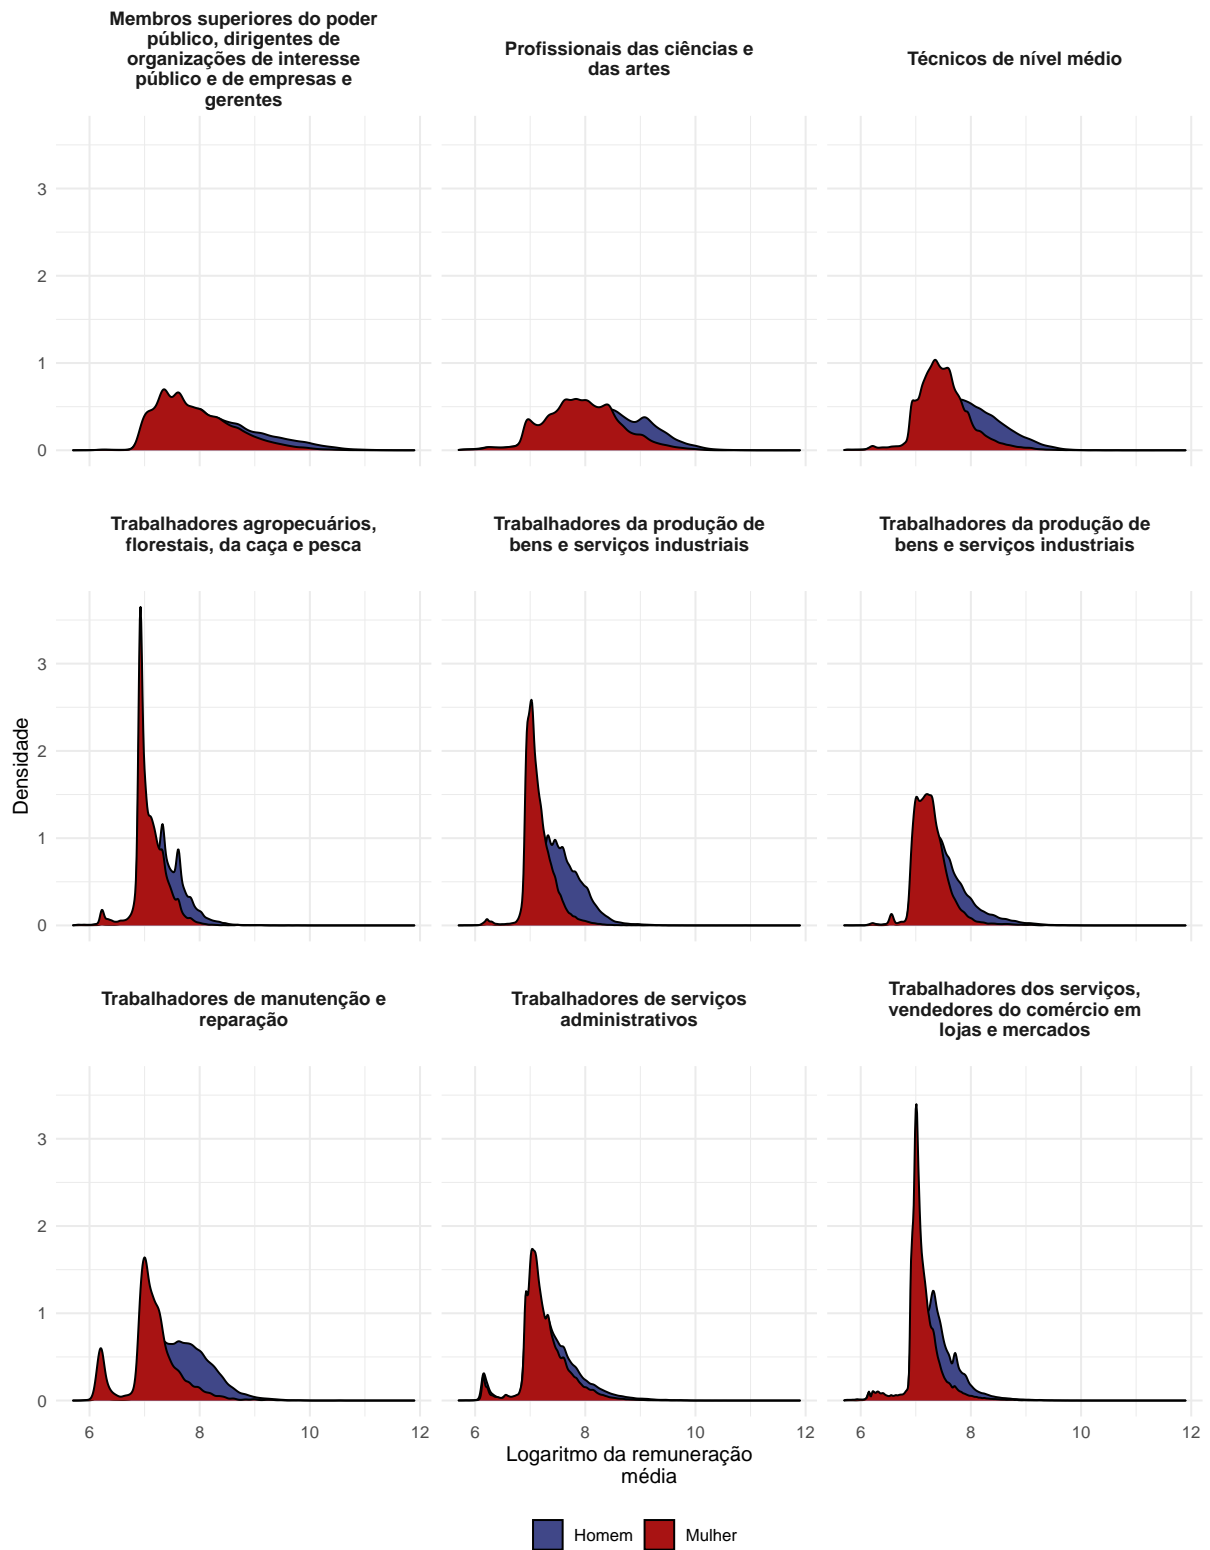 Membros superiores do poder
público, dirigentes de
organizações de interesse
público e de empresas e
gerentes
Profissionais das ciências e
das artes
Técnicos de nível médio
3
2
1
0
Trabalhadores agropecuários,
florestais, da caça e pesca
Trabalhadores da produção de
bens e serviços industriais
Trabalhadores da produção de
bens e serviços industriais
Densidade
3
2
1
0
Trabalhadores de manutenção e
reparação
Trabalhadores de serviços
administrativos
Trabalhadores dos serviços,
vendedores do comércio em
lojas e mercados
3
2
1
0
6 8 10 12
6 8 10 12
6 8 10 12
Logaritmo da remuneração
média
Homem
Mulher